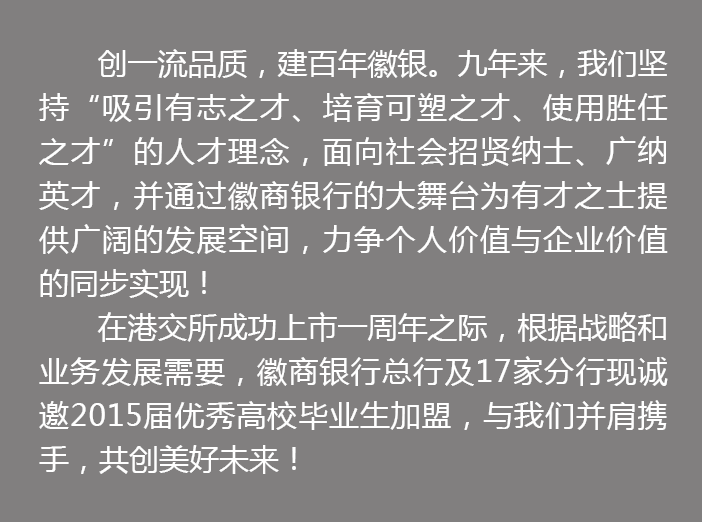 创一流品质，建百年徽银。九年来，我们坚
持“吸引有志之才、培育可塑之才、使用胜任
之才”的人才理念，面向社会招贤纳士、广纳
英才，并通过徽商银行的大舞台为有才之士提
供广阔的发展空间，力争个人价值与企业价值
的同步实现！
在港交所成功上市一周年之际，根据战略和
业务发展需要，徽商银行总行及17家分行现诚
邀2015届优秀高校毕业生加盟，与我们并肩携
手，共创美好未来！